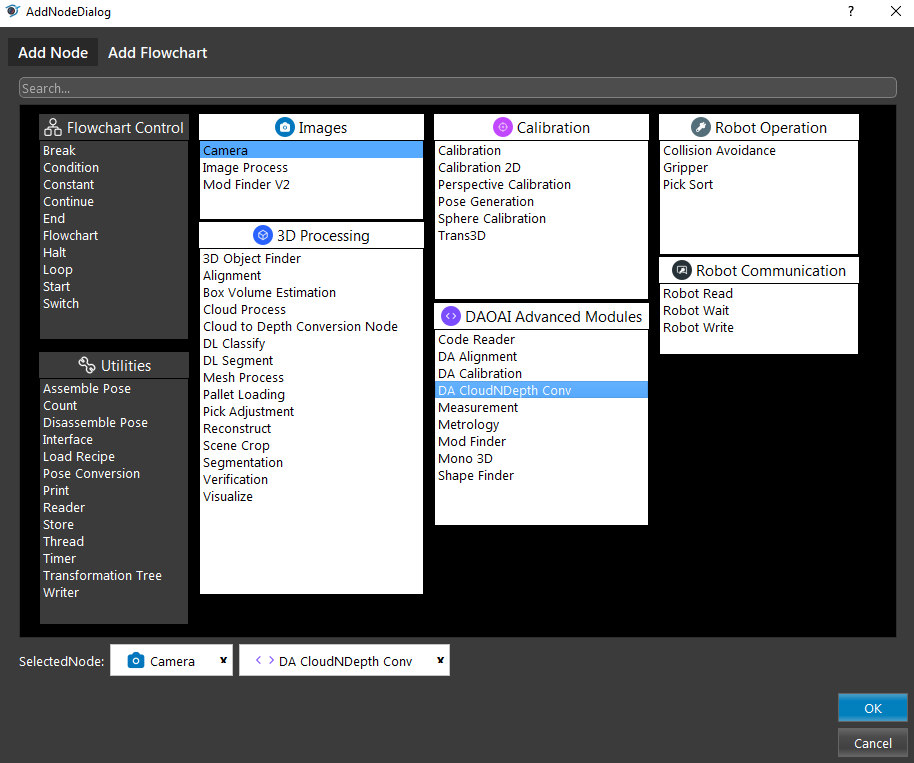 AddNodeDialog
?
Add Node
Add Flowchart
Search...
Flowchart Control
Break
Condition
Constant
Continue
End
Flowchart
Halt
Loop
Start
Switch
Utilities
Assemble Pose
Count
Disassemble Pose
Interface
Load Recipe
Pose Conversion
Print
Reader
Store
Thread
Timer
Transformation Tree
Writer
Images
Camera
Image Process
Mod Finder V2
3D Processing
3D Object Finder
Alignment
Box Volume Estimation
Cloud Process
Cloud to Depth Conversion Node
DL Classify
DL Segment
Mesh Process
Pallet Loading
Pick Adjustment
Reconstruct
Scene Crop
Segmentation
Verification
Visualize
Calibration
Calibration
Calibration 2D
Perspective Calibration
Pose Generation
Sphere Calibration
Trans3D
DAOAI Advanced Modules
Code Reader
DA Alignment
DA Calibration
DA CloudNDepth Conv
Measurement
Metrology
Mod Finder
Mono 3D
Shape Finder
Robot Operation
Collision Avoidance
Gripper
Pick Sort
Robot Communication
Robot Read
Robot Wait
Robot Write
SelectedNode:
Camera x
DA CloudNDepth Conv x
OK
Cancel